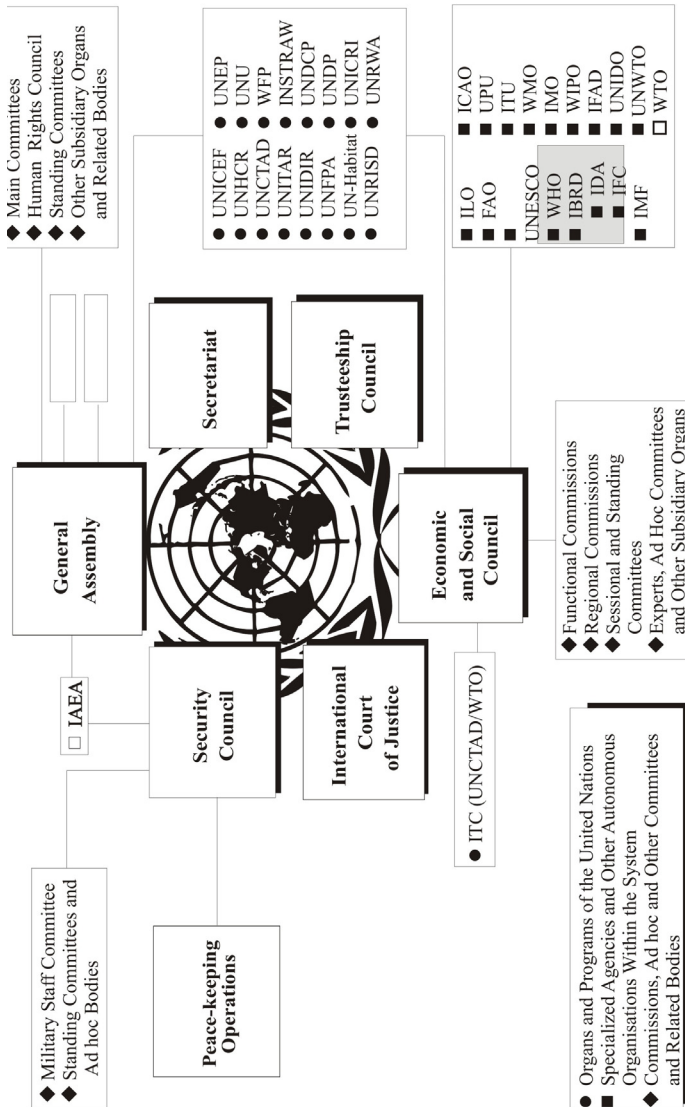 ◆ Military Staff Committee
◆ Standing Committees and
Ad hoc Bodies
Peace-keeping
Operations
□ IAEA
Security
Council
General
Assembly
◆ Main Committees
◆ Human Rights Council
◆ Standing Committees
◆ Other Subsidiary Organs
and Related Bodies
International
Court
of Justice
Secretariat
Trusteeship
Council
● UNICEF
● UNHCR
● UNCTAD
● UNITAR
● UNIDIR
● UNFPA
● UN-Habitat
● UNRISD
● UNEP
● UNU
● WFP
● INSTRAW
● UNDCP
● UNDP
● UNICRI
● UNRWA
● ITC (UNCTAD/WTO)
Economic
and Social
Council
■ ILO
■ FAO
■
UNESCO
■ WHO
■ IBRD
■ IDA
■ IFC
■ IMF
■ ICAO
■ UPU
■ ITU
■ WMO
■ IMO
■ WIPO
■ IFAD
■ UNIDO
■ UNWTO
□ WTO
◆ Functional Commissions
◆ Regional Commissions
◆ Sessional and Standing
Committees
◆ Experts, Ad Hoc Committees
and Other Subsidiary Organs
● Organs and Programs of the United Nations
■ Specialized Agencies and Other Autonomous
Organisations Within the System
◆ Commissions, Ad hoc and Other Committees
and Related Bodies